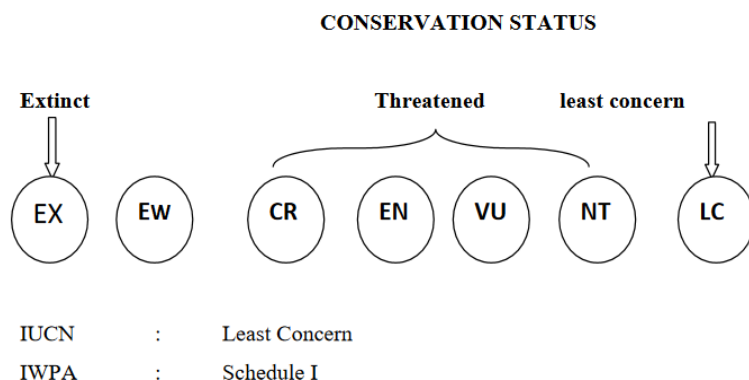 CONSERVATION STATUS
Extinct Threatened least concern
EX Ew CR EN VU NT LC
IUCN : Least Concern
IWPA : Schedule I